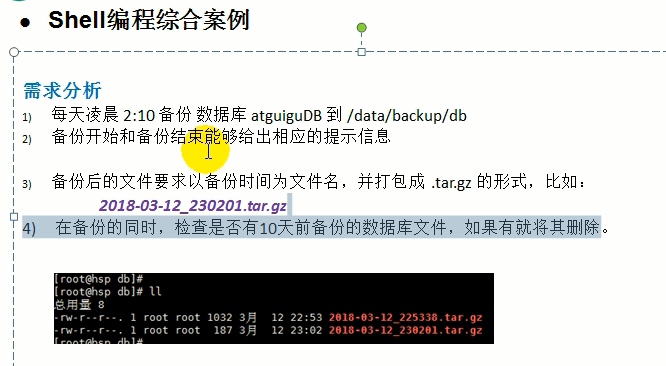 ● Shell编程综合案例
需求分析
1) 每天凌晨 2:10 备份 数据库 atguiguDB 到 /data/backup/db
2) 备份开始和备份结束能够给出相应的提示信息
3) 备份后的文件要求以备份时间为文件名，并打包成 .tar.gz 的形式，比如：
2018-03-12_230201.tar.gz
4) 在备份的同时，检查是否有10天前备份的数据库文件，如果有就将其删除。
[root@hsp db]#
[root@hsp db]# ll
总用量 8
-rw-r--r--. 1 root root 1032 3月 12 22:53 2018-03-12_225338.tar.gz
-rw-r--r--. 1 root root 187 3月 12 23:02 2018-03-12_230201.tar.gz
[root@hsp db]#